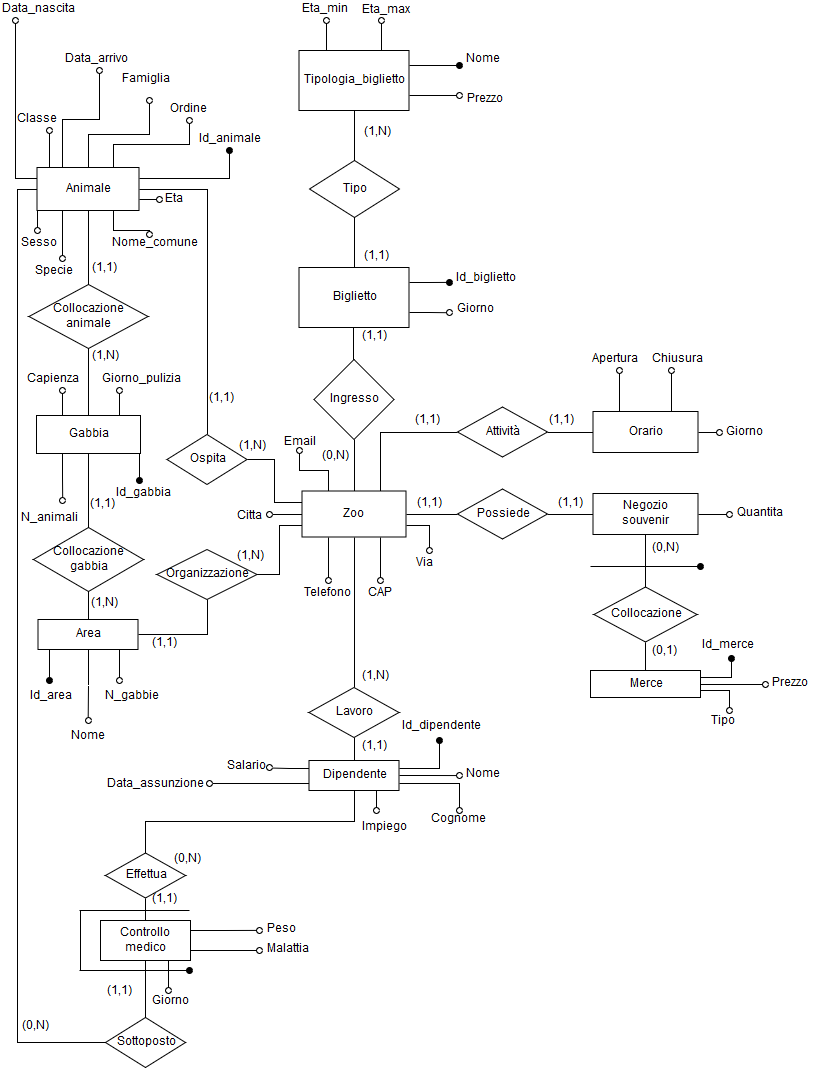 Data_nascita
Eta_min
Eta_max
Data_arrivo
Nome
Famiglia
Tipologia_biglietto
Prezzo
Ordine
Classe
(1,N)
Id_animale
Animale
Tipo
Eta
Sesso
Nome_comune
Specie
(1,1)
(1,1)
Id_biglietto
Biglietto
Giorno
Collocazione
animale
(1,1)
(1,N)
Apertura
Chiusura
Capienza
Giorno_pulizia
(1,1)
Ingresso
(1,1)
Attività
(1,1)
Orario
Giorno
Gabbia
Email
(1,N)
Ospita
(0,N)
Id_gabbia
N_animali
(1,1)
Citta
Zoo
(1,1)
Possiede
(1,1)
Negozio
souvenir
Quantita
Collocazione
gabbia
(1,N)
Organizzazione
Via
(0,N)
Telefono
CAP
(1,N)
Collocazione
Area
(1,1)
(0,1)
Id_merce
Id_area
N_gabbie
(1,N)
Merce
Prezzo
Nome
Lavoro
Tipo
Id_dipendente
(1,1)
Salario
Dipendente
Nome
Data_assunzione
Impiego
Cognome
(0,N)
Effettua
(1,1)
Controllo
medico
Peso
Malattia
(1,1)
Giorno
(0,N)
Sottoposto